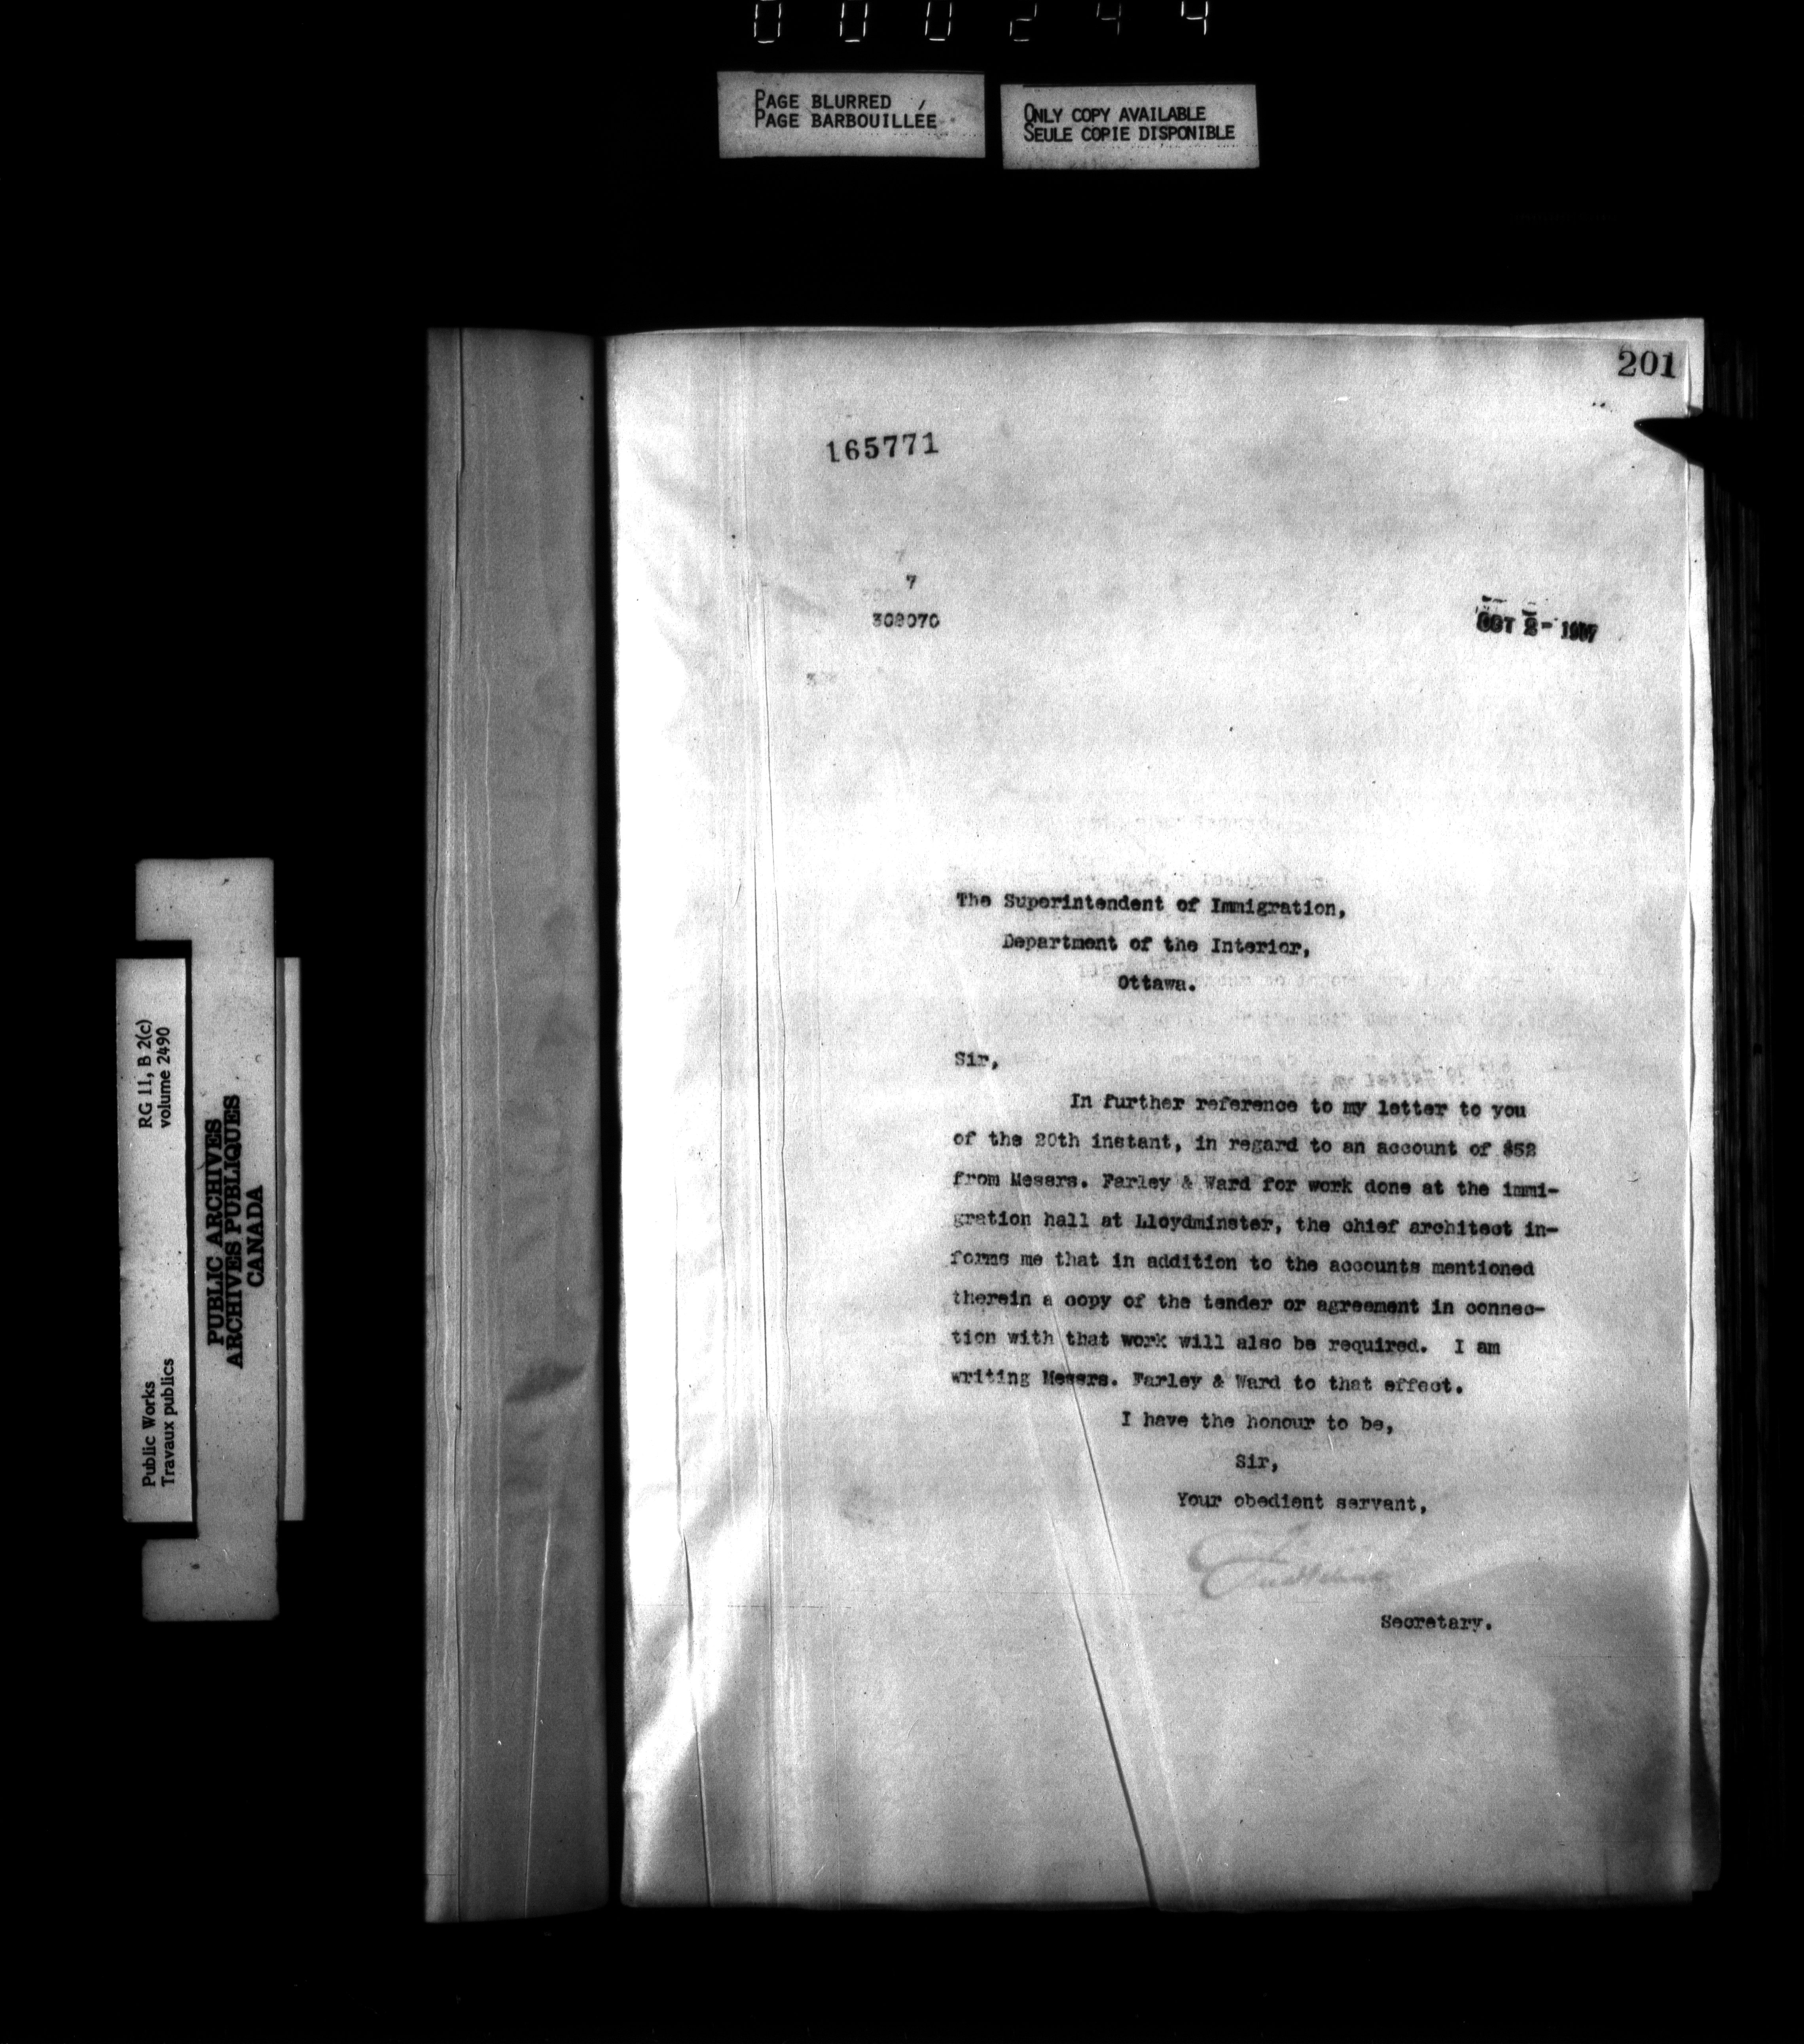 000244
PAGE BLURRED
PAGE BARBOUILLÉE
ONLY COPY AVAILABLE
SEULE COPIE DISPONIBLE
201
165771
7
308070
OCT 2- 1907
The Superintendent of Immigration,
Department of the Interior,
Ottawa.
Sir,
In further reference to my letter to you
of the 20th instant, in regard to an account of $52
from Messrs. Farley & Ward for work done at the immi-
gration hall at Lloydminster, the chief architect in-
forms me that in addition to the accounts mentioned
therein a copy of the tender or agreement in connec-
tion with that work will also be required. I am
writing Messrs. Farley & Ward to that effect.
I have the honour to be,
Sir,
Your obedient servant,
Secretary.
RG 11, B 2(c)
volume 2490
Public Works
Travaux publics
PUBLIC ARCHIVES
ARCHIVES PUBLIQUES
CANADA